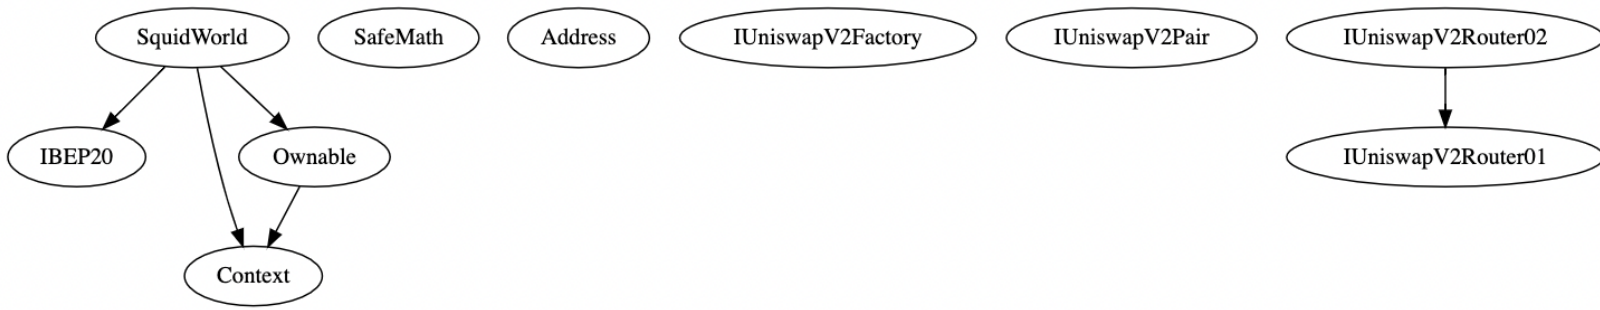 SquidWorld
SafeMath
Address
IUniswapV2Factory
IUniswapV2Pair
IUniswapV2Router02
IBEP20
Ownable
IUniswapV2Router01
Context